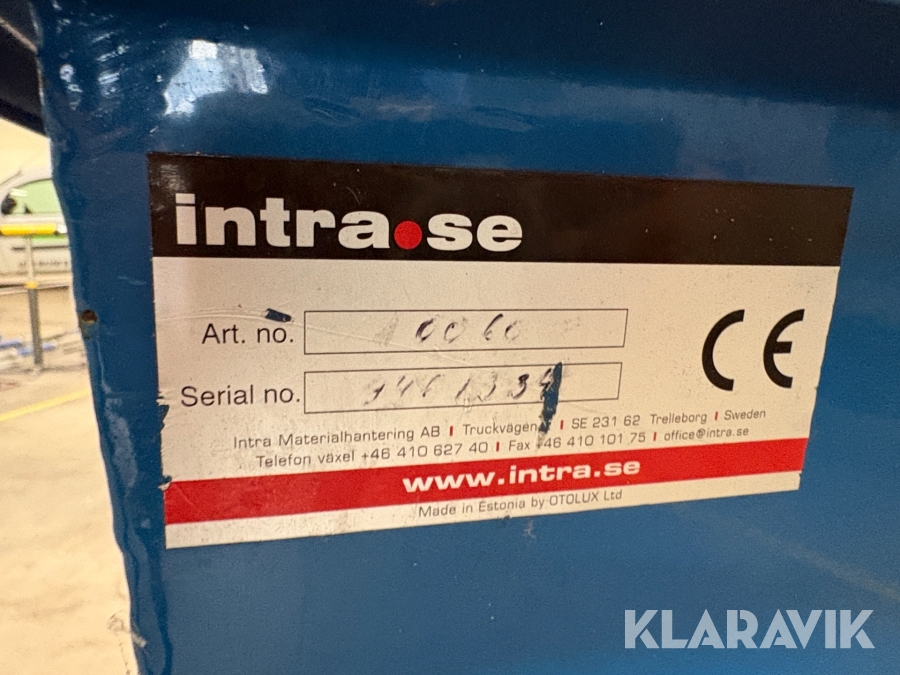 intra.se
Art. no. 0060
Serial no.
CE
Intra Materialhantering AB | Truckvägen | SE 231 62 Trelleborg | Sweden
Telefon växel +46 410 627 40 | Fax +46 410 101 75 | office@intra.se
www.intra.se
Made in Estonia by OTOLUX Ltd
KLARAVIK